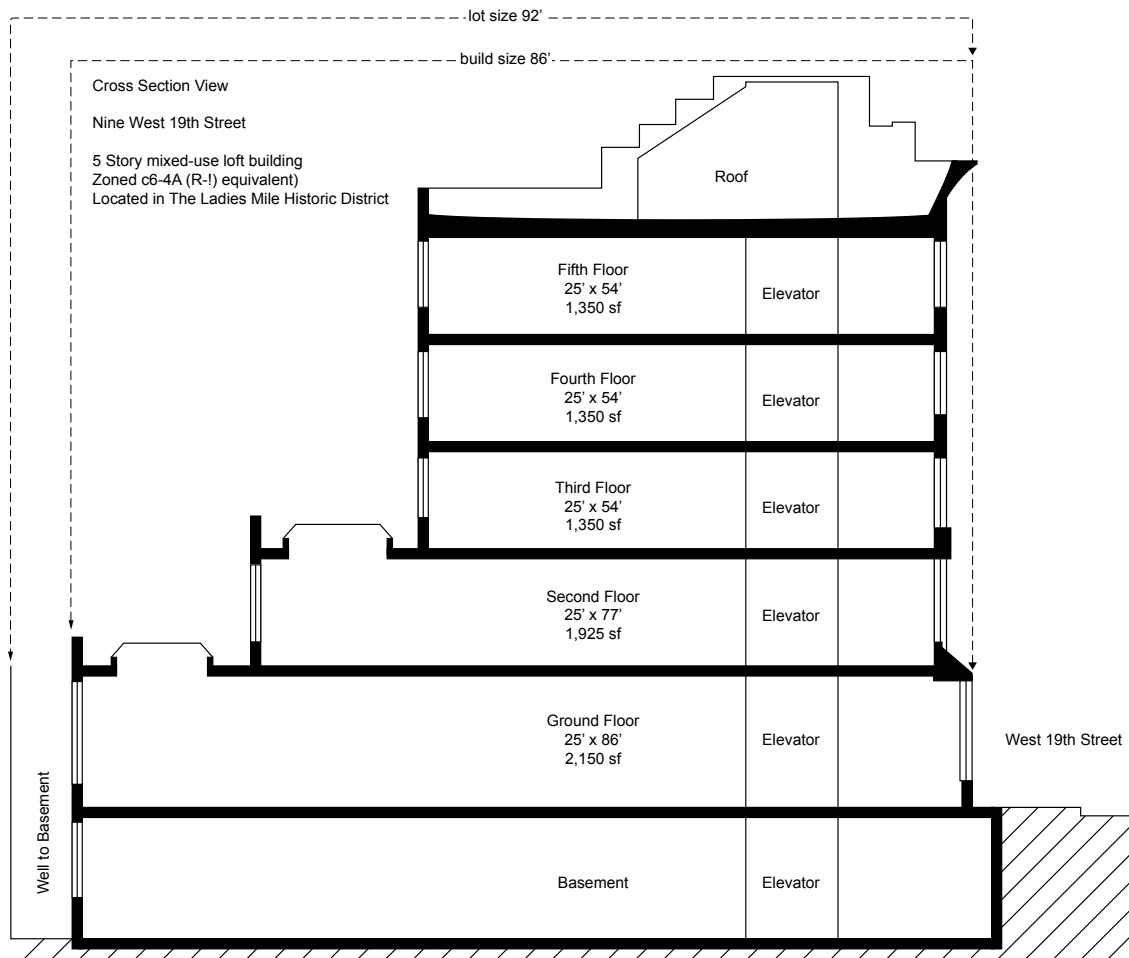 lot size 92’
build size 86’
Cross Section View
Nine West 19th Street
5 Story mixed-use loft building
Zoned c6-4A (R-!) equivalent)
Located in The Ladies Mile Historic District
Roof
Fifth Floor
25’ x 54’
1,350 sf
Elevator
Fourth Floor
25’ x 54’
1,350 sf
Elevator
Third Floor
25’ x 54’
1,350 sf
Elevator
Second Floor
25’ x 77’
1,925 sf
Elevator
Ground Floor
25’ x 86’
2,150 sf
Elevator
West 19th Street
Well to Basement
Basement
Elevator